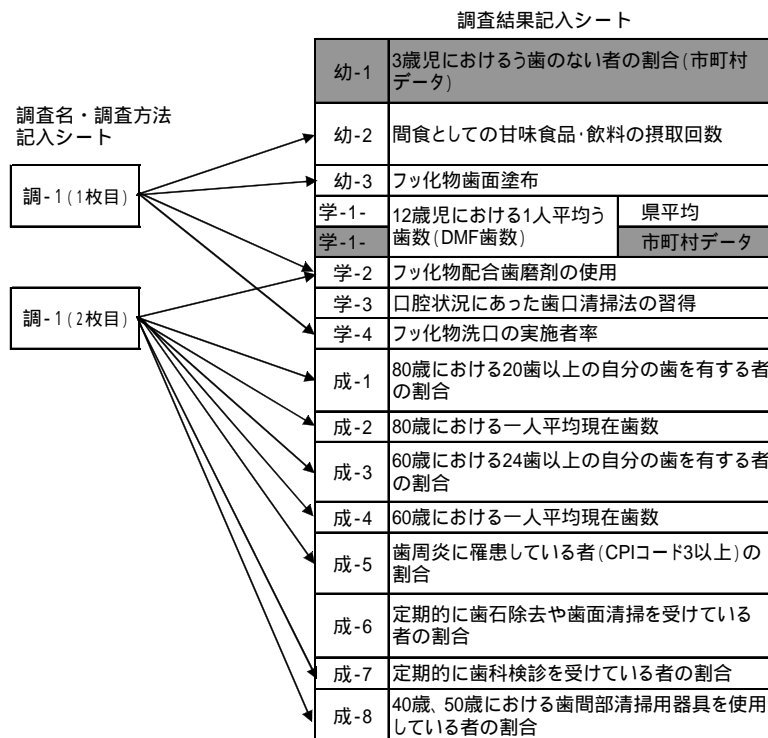 調査結果記入シート
幼-1
3歳児におけるう歯のない者の割合(市町村
データ)
調査名・調査方法
記入シート
幼-2
間食としての甘味食品・飲料の摂取回数
調-1(1枚目)
幼-3
フッ化物歯面塗布
学-1-
12歳児における1人平均う
歯数(DMF歯数)
県平均
学-1-
市町村データ
学-2
フッ化物配合歯磨剤の使用
調-1(2枚目)
学-3
口腔状況にあった歯口清掃法の習得
学-4
フッ化物洗口の実施者率
成-1
80歳における20歯以上の自分の歯を有する者
の割合
成-2
80歳における一人平均現在歯数
成-3
60歳における24歯以上の自分の歯を有する者
の割合
成-4
60歳における一人平均現在歯数
成-5
歯周炎に罹患している者(CPIコード3以上)の
割合
成-6
定期的に歯石除去や歯面清掃を受けている
者の割合
成-7
定期的に歯科検診を受けている者の割合
成-8
40歳、50歳における歯間部清掃用器具を使用
している者の割合